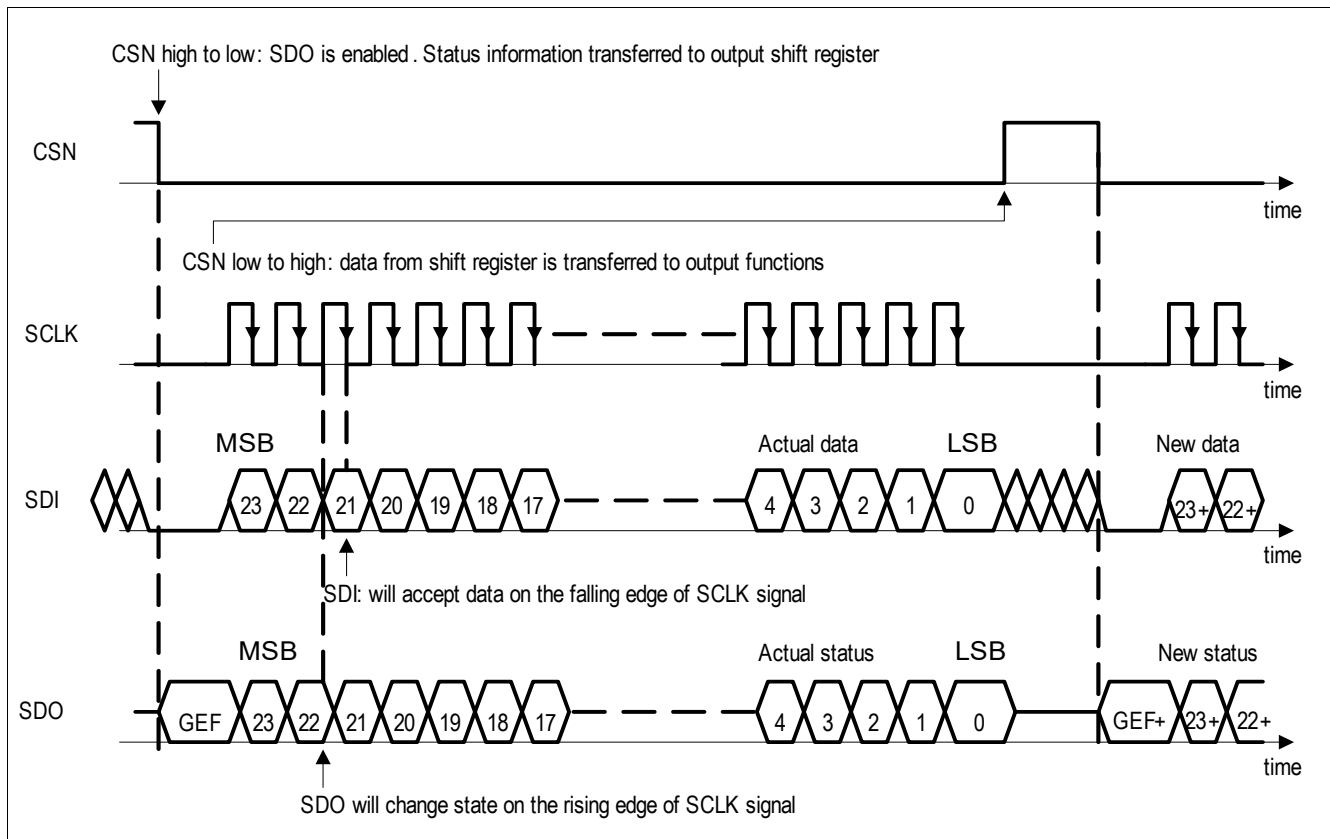 CSN high to low: SDO is enabled. Status information transferred to output shift register
CSN
time
CSN low to high: data from shift register is transferred to output functions
SCLK
time
MSB
Actual data
LSB
New data
SDI
23 22 21 20 19 18 17 4 3 2 1 0 23+ 22+
time
SDI: will accept data on the falling edge of SCLK signal
MSB
Actual status
LSB
New status
SDO
GEF 23 22 21 20 19 18 17 4 3 2 1 0 GEF+ 23+ 22+
time
SDO will change state on the rising edge of SCLK signal